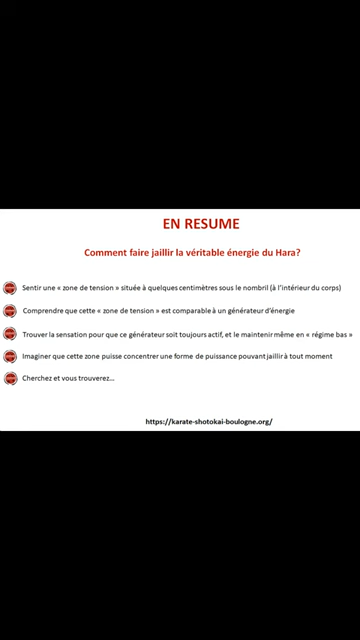 EN RESUME
Comment faire jaillir la véritable énergie du Hara?
Sentir une « zone de tension » située à quelques centimètres sous le nombril (à l'intérieur du corps)
Comprendre que cette « zone de tension » est comparable à un générateur d'énergie
Trouver la sensation pour que ce générateur soit toujours actif, et le maintenir même en « régime bas »
Imaginer que cette zone puisse concentrer une forme de puissance pouvant jaillir à tout moment
Cherchez et vous trouverez…
https://karate-shotokai-boulogne.org/